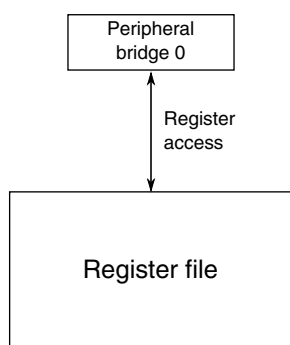 Peripheral
bridge 0
Register
access
Register file